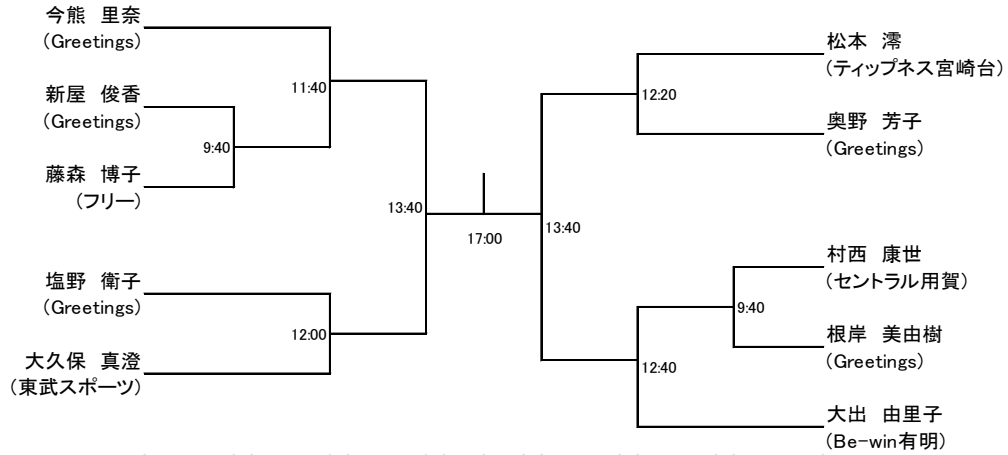 今熊 里奈
(Greetings)
新屋 俊香
(Greetings)
藤森 博子
(フリー)
塩野 衛子
(Greetings)
大久保 真澄
(東武スポーツ)
11:40
9:40
12:00
13:40
17:00
13:40
12:20
9:40
12:40
松本 澪
(ティップネス宮崎台)
奥野 芳子
(Greetings)
村西 康世
(セントラル用賀)
根岸 美由樹
(Greetings)
大出 由里子
(Be-win有明)